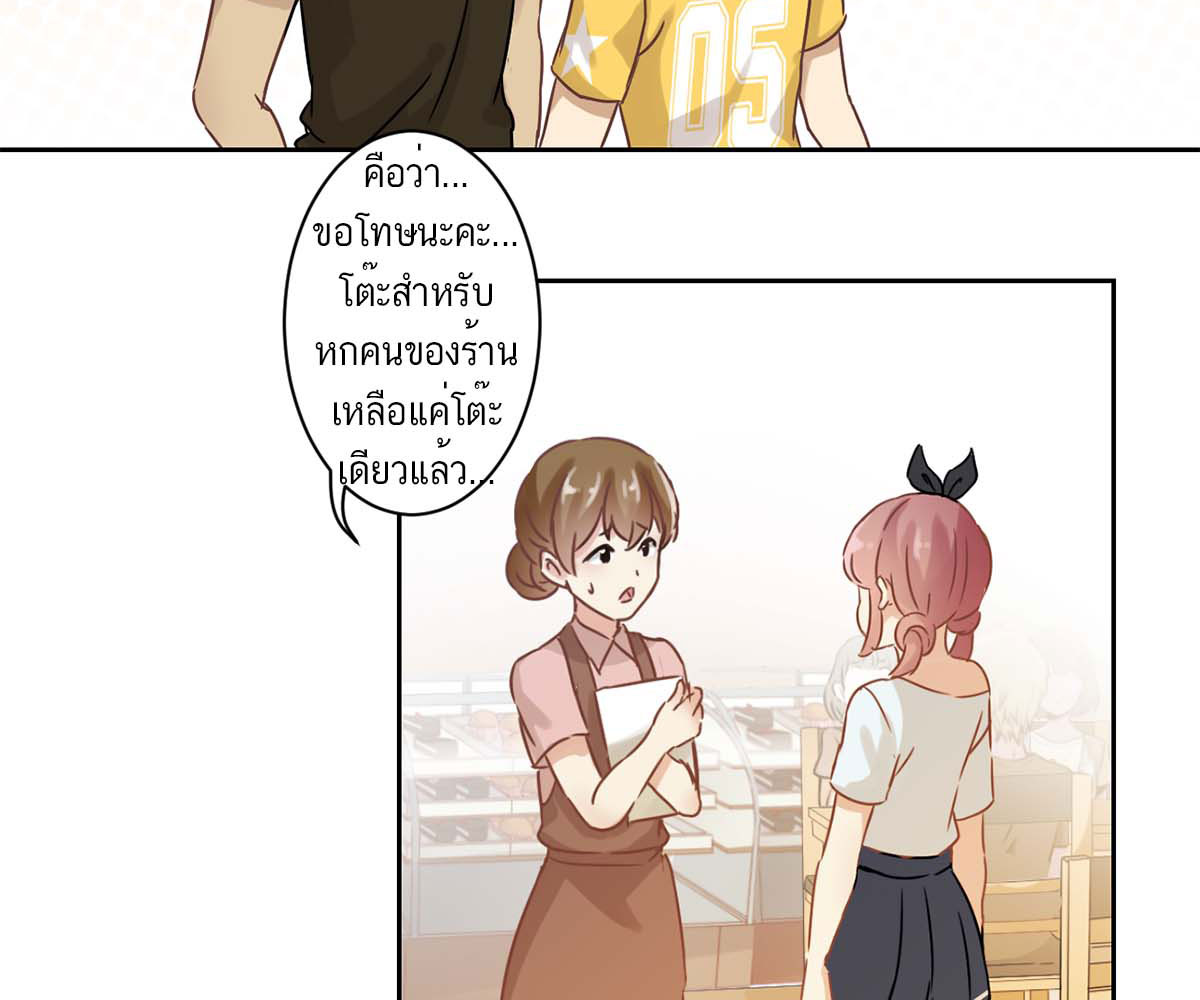 05
คือว่า...
ขอโทษนะคะ...
โต๊ะสำหรับ
หกคนของร้าน
เหลือแค่โต๊ะ
เดียวแล้ว...